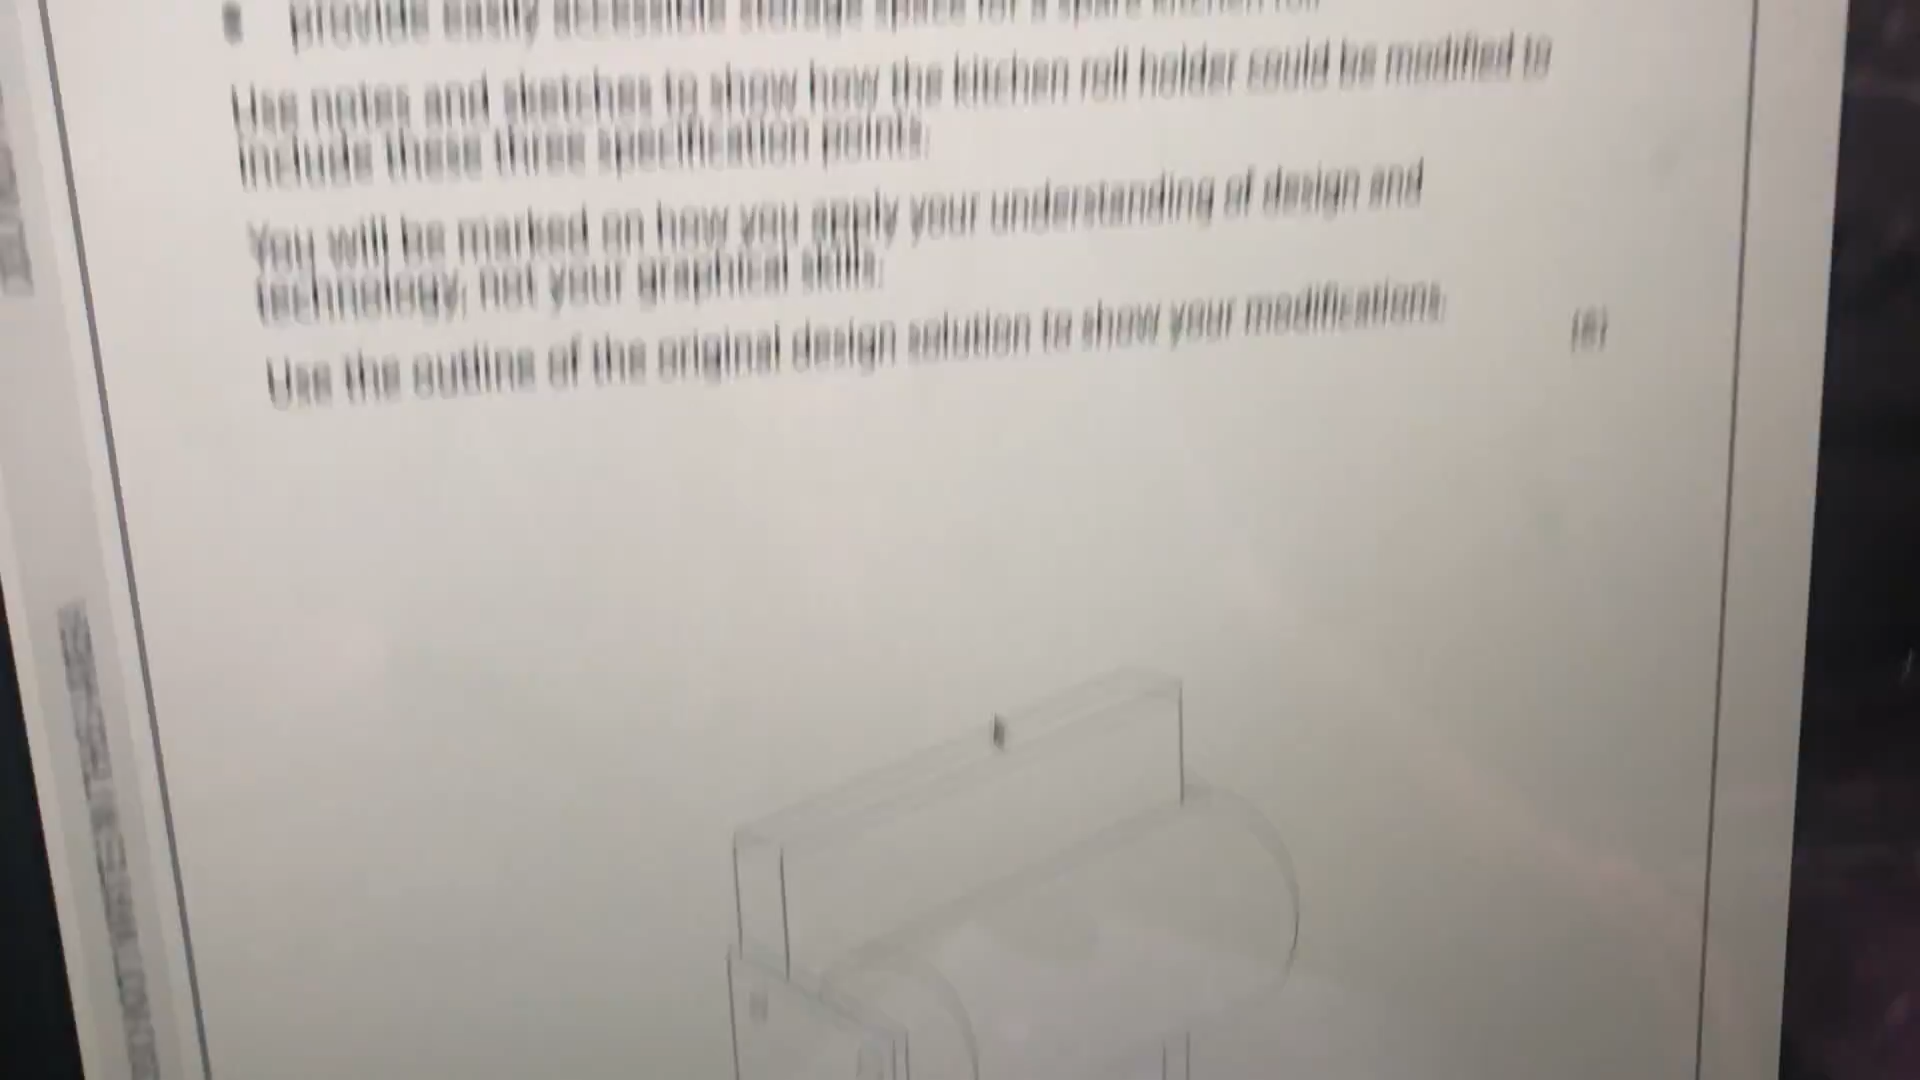 provide easily accessible storage space for a spare kitchen roll
Use notes and sketches to show how the kitchen roll holder could be modified to
include these three specification points.
You will be marked on how you apply your understanding of design and
technology, not your graphical skills.
Use the outline of the original design solution to show your modifications.
(6)